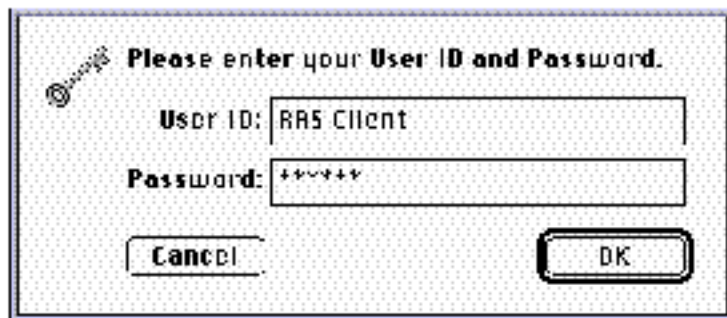 Please enter your User ID and Password.
User ID: RAS Client
Password: ******
Cancel
OK